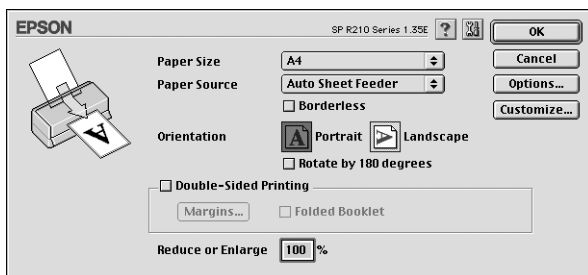 EPSON SP R210 Series 1.35E ? OK
Paper Size A4 Cancel
Paper Source Auto Sheet Feeder Options...
Borderless Customize...
Orientation A Portrait A Landscape
Rotate by 180 degrees
Double-Sided Printing
Margins... Folded Booklet
Reduce or Enlarge 100 %
A